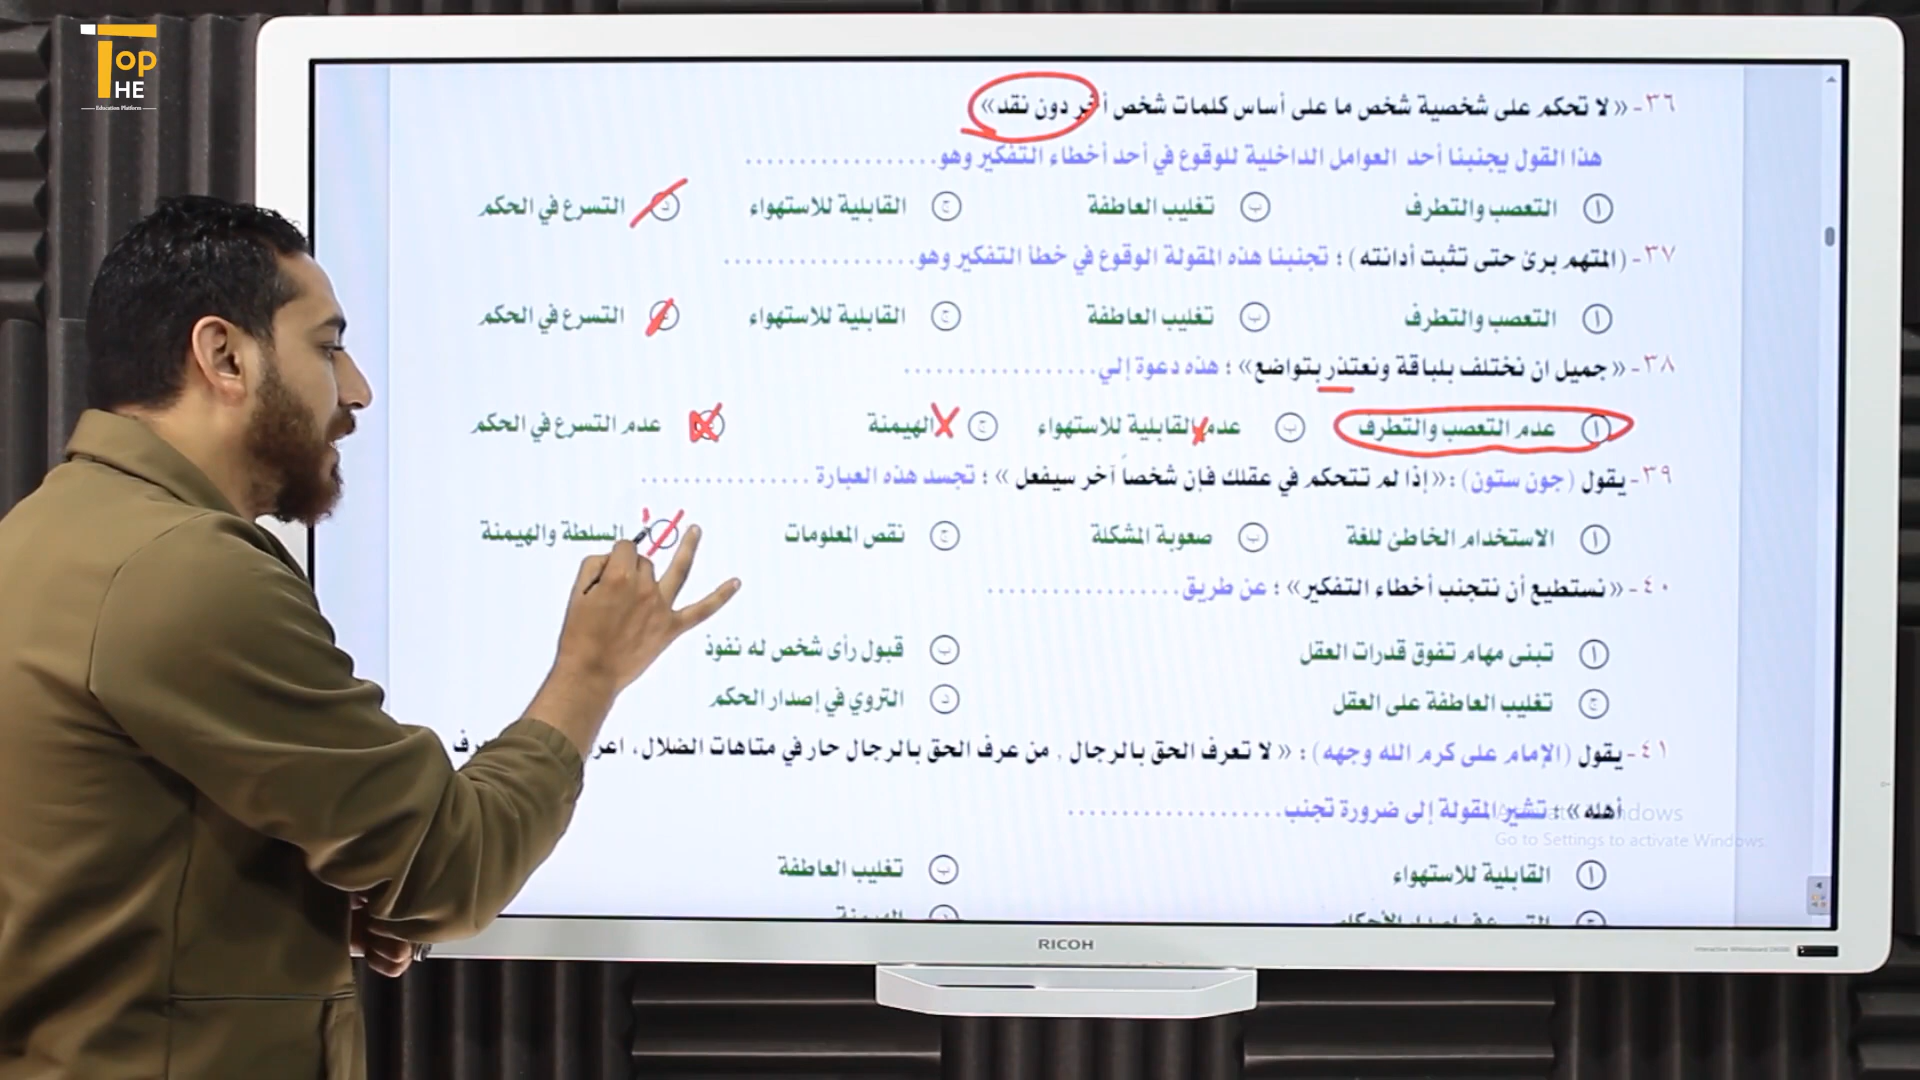 TOP
THE
Education Platform
٣٦- « لا تحكم على شخصية شخص ما على أساس كلمات شخص أخر دون نقد»
هذا القول يجنبنا أحد العوامل الداخلية للوقوع في أحد أخطاء التفكير وهو..................
أ التعصب والتطرف ب تغليب العاطفة ج القابلية للاستهواء د التسرع في الحكم
٣٧- (المتهم برئ حتى تثبت أدانته) ؛ تجنبنا هذه المقولة الوقوع في خطأ التفكير وهو..................
أ التعصب والتطرف ب تغليب العاطفة ج القابلية للاستهواء د التسرع في الحكم
٣٨- « جميل ان نختلف بلباقة ونعتذر بتواضع» ؛ هذه دعوة إلي..................
أ عدم التعصب والتطرف ب عدم القابلية للاستهواء ج الهيمنة عدم التسرع في الحكم
٣٩- يقول (جون ستون) : « إذا لم تتحكم في عقلك فإن شخصاً آخر سيفعل » ؛ تجسد هذه العبارة ................
أ الاستخدام الخاطئ للغة ب صعوبة المشكلة ج نقص المعلومات السلطة والهيمنة
٤٠- « نستطيع أن نتجنب أخطاء التفكير» ؛ عن طريق..................
أ تبنى مهام تفوق قدرات العقل ب قبول رأى شخص له نفوذ
ج تغليب العاطفة على العقل د التروي في إصدار الحكم
٤١- يقول (الإمام على كرم الله وجهه) : « لا تعرف الحق بالرجال , من عرف الحق بالرجال حار في متاهات الضلال ،
أهله » ؛ تشير المقولة إلى ضرورة تجنب....................
Go to Settings to activate Windows.
أ القابلية للاستهواء ب تغليب العاطفة
RICOH